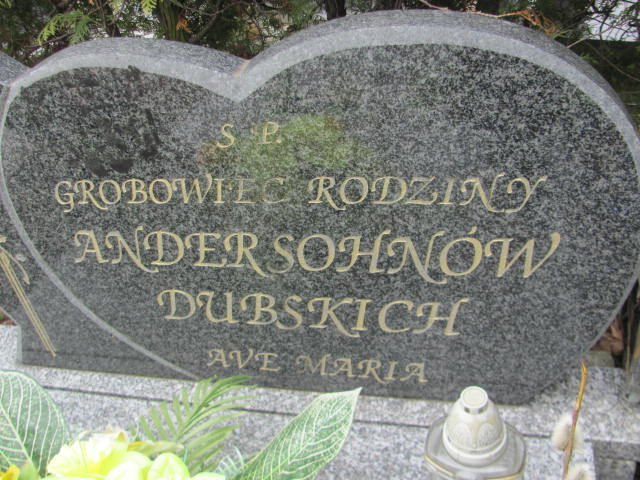 S P.
GROBOWIEC RODZINY
ANDERSOHNÓW
DUBSKICH
AVE MARIA